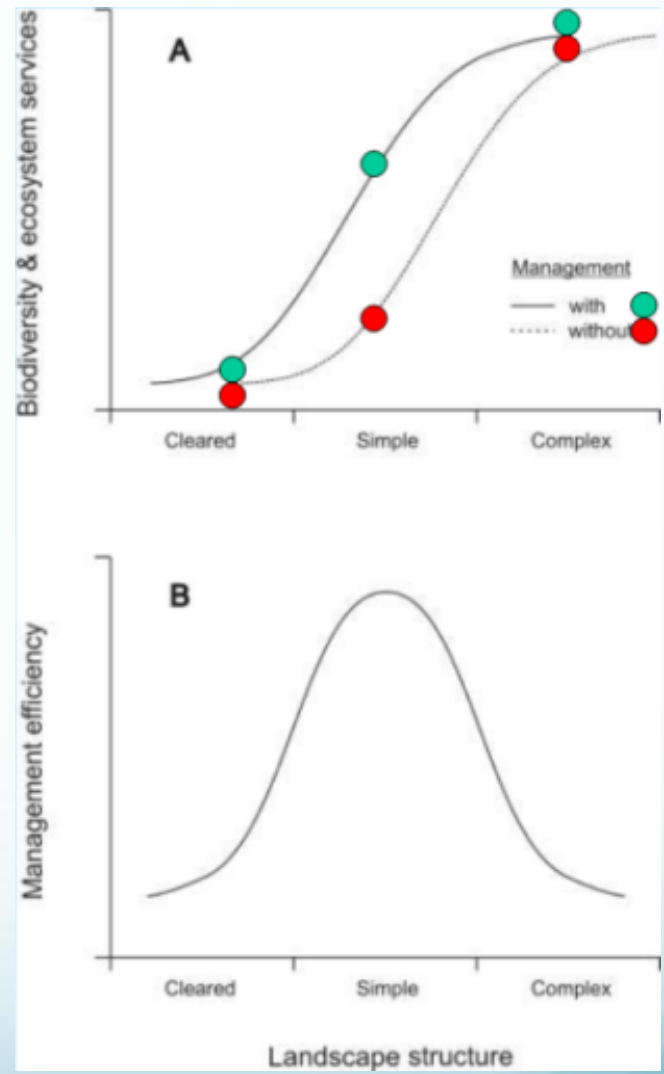 Biodiversity & ecosystem services
A
Management
with
without
Cleared Simple Complex
Management efficiency
B
Cleared Simple Complex
Landscape structure